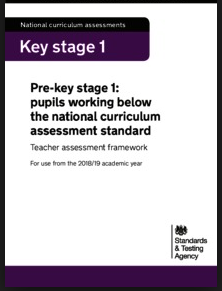 National curriculum assessments
Key stage 1
Pre-key stage 1:
pupils working below
the national curriculum
assessment standard
Teacher assessment framework
For use from the 2018/19 academic year
Standards
& Testing
Agency